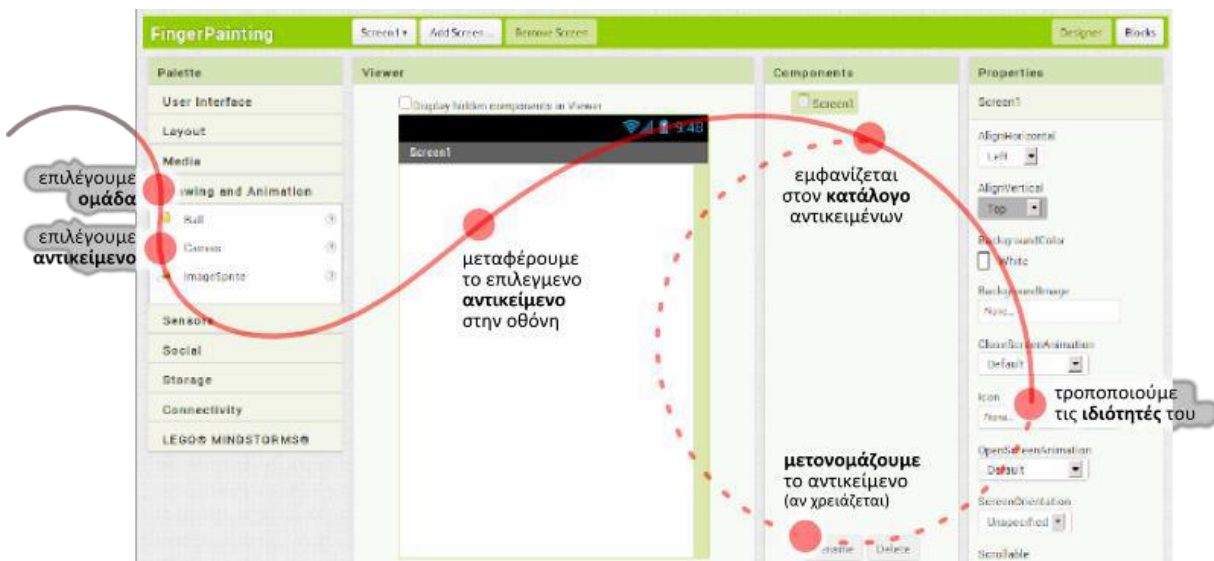 FingerPainting
Screen1 Add Screen ... Remove Screen
Designer Blocks
Palette
User Interface
Layout
Media
wing and Animation
Ball
Canvas
ImageSprite
Sensors
Social
Storage
Connectivity
LEGO® MINDSTORMS®
επιλέγουμε
ομάδα
επιλέγουμε
αντικείμενο
Viewer
Display hidden components in Viewer
9:48
Screen1
μεταφέρουμε
το επιλεγμενο
αντικείμενο
στην οθόνη
Components
Screen1
εμφανίζεται
στον κατάλογο
αντικειμένων
μετονομάζουμε
το αντικείμενο
(αν χρειάζεται)
ename Delete
Properties
Screen1
AlignHorizontal
Left
AlignVertical
Top
BackgroundColor
White
BackgroundImage
None...
CloseScreenAnimation
Default
Icon
None...
τροποποιούμε
τις ιδιότητές του
OpenScreenAnimation
Default
ScreenOrientation
Unspecified
Scrollable